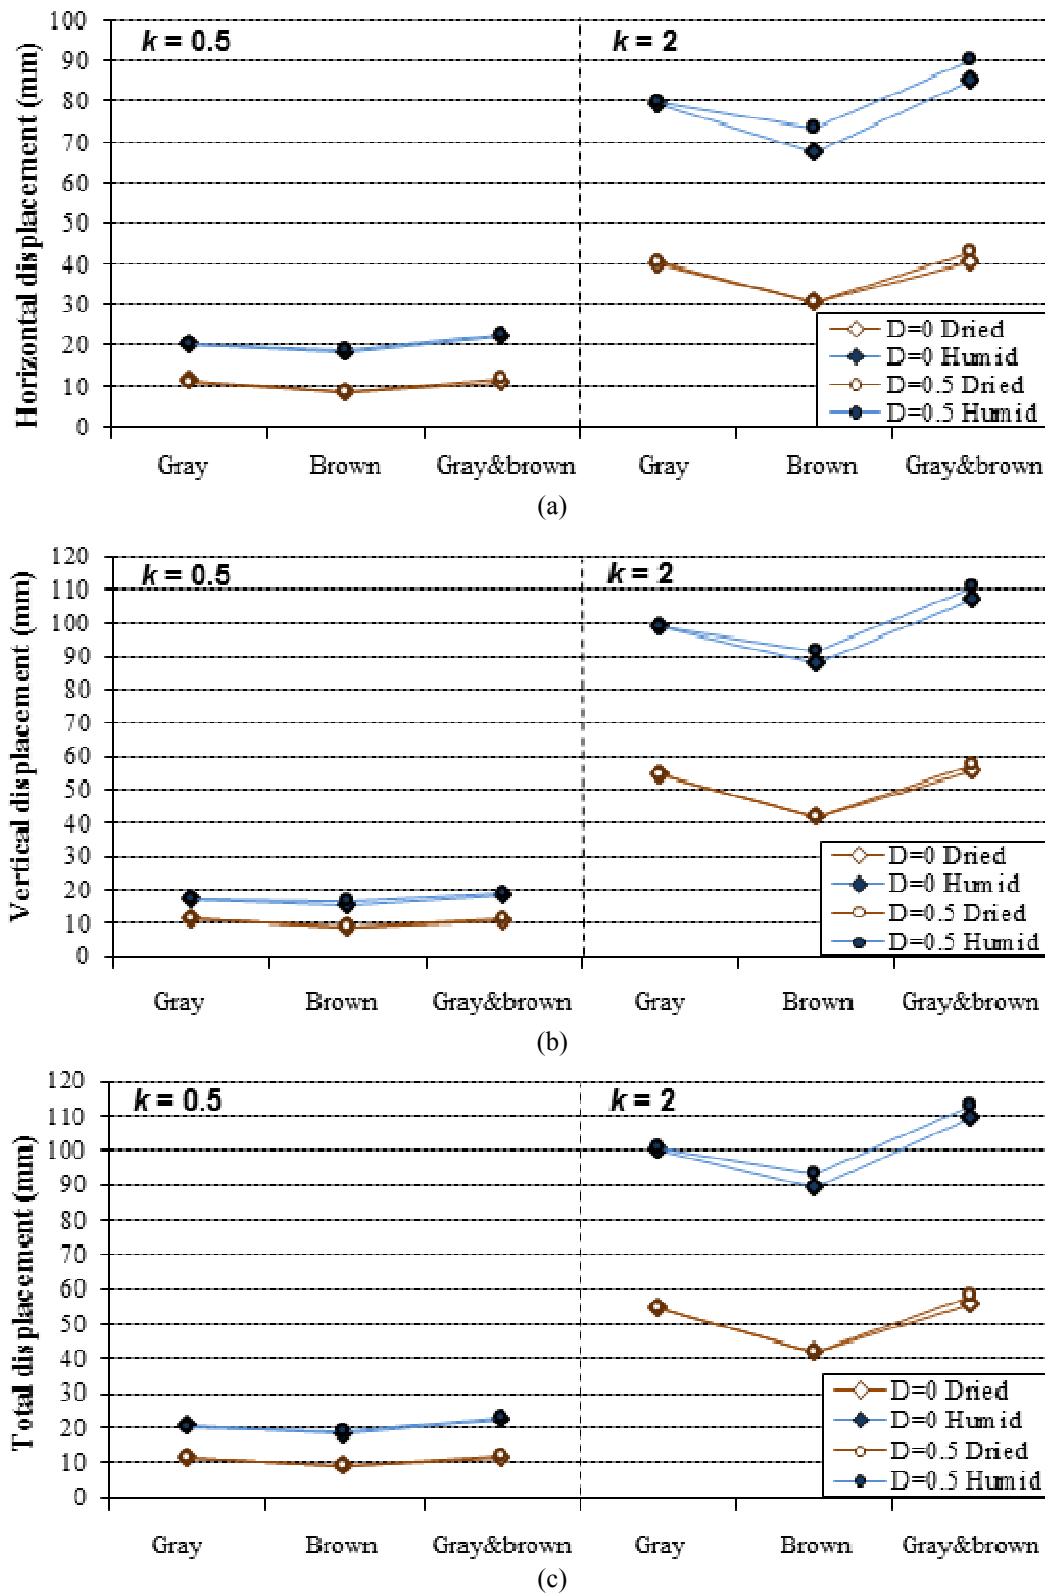 Horizontal displacement (mm)
100
90
80
70
60
50
40
30
20
10
0
k = 0.5
k = 2
D=0 Dried
D=0 Humid
D=0.5 Dried
D=0.5 Humid
Gray Brown Gray&brown Gray Brown Gray&brown
(a)
Vertical displacement (mm)
120
110
100
90
80
70
60
50
40
30
20
10
0
k = 0.5
k = 2
D=0 Dried
D=0 Humid
D=0.5 Dried
D=0.5 Humid
Gray Brown Gray&brown Gray Brown Gray&brown
(b)
Total displacement (mm)
120
110
100
90
80
70
60
50
40
30
20
10
0
k = 0.5
k = 2
D=0 Dried
D=0 Humid
D=0.5 Dried
D=0.5 Humid
Gray Brown Gray&brown Gray Brown Gray&brown
(c)